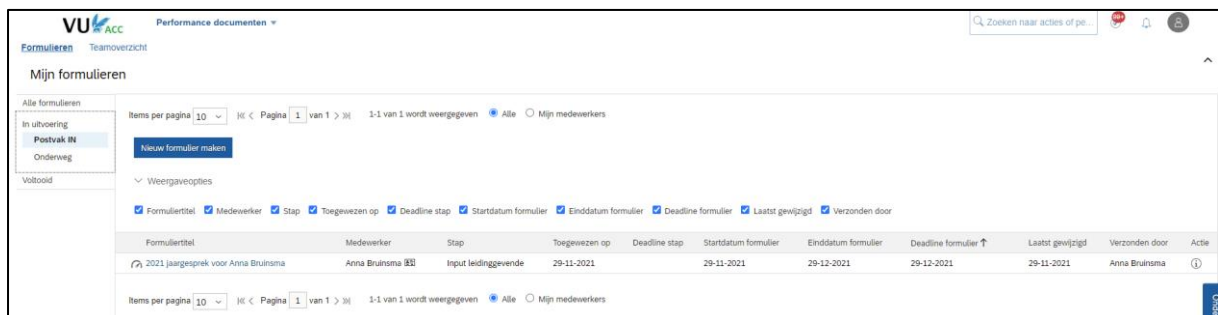 VU ACC Performance documenten Zoeken naar acties of pe... 99+
Formulieren Teamoverzicht
Mijn formulieren
Alle formulieren
In uitvoering
Postvak IN
Onderweg
Voltooid
Items per pagina 10 Pagina 1 van 1 1-1 van 1 wordt weergegeven Alle Mijn medewerkers
Nieuw formulier maken
Weergaveopties
Formuliertitel Medewerker Stap Toegewezen op Deadline stap Startdatum formulier Einddatum formulier Deadline formulier Laatst gewijzigd Verzonden door
Formuliertitel Medewerker Stap Toegewezen op Deadline stap Startdatum formulier Einddatum formulier Deadline formulier Laatst gewijzigd Verzonden door Actie
2021 jaargesprek voor Anna Bruinsma Anna Bruinsma Input leidinggevende 29-11-2021 29-11-2021 29-12-2021 29-12-2021 29-11-2021 Anna Bruinsma
Items per pagina 10 Pagina 1 van 1 1-1 van 1 wordt weergegeven Alle Mijn medewerkers